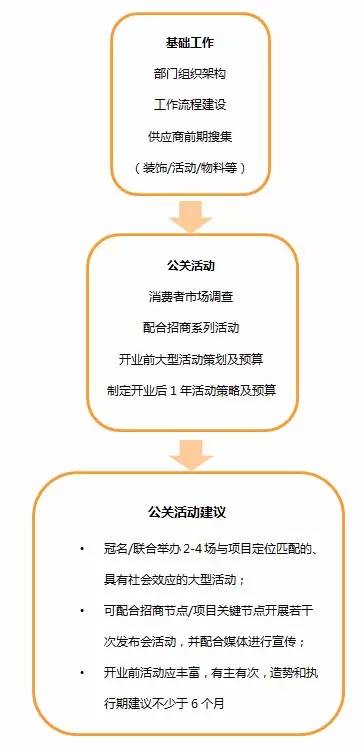 基础工作
部门组织架构
工作流程建设
供应商前期搜集
（装饰/活动/物料等）
公关活动
消费者市场调查
配合招商系列活动
开业前大型活动策划及预算
制定开业后1年活动策略及预算
公关活动建议
• 冠名/联合举办2-4场与项目定位匹配的、
具有社会效应的大型活动；
• 可配合招商节点/项目关键节点开展若干
次发布会活动，并配合媒体进行宣传；
• 开业前活动应丰富，有主有次，造势和执
行期建议不少于6个月